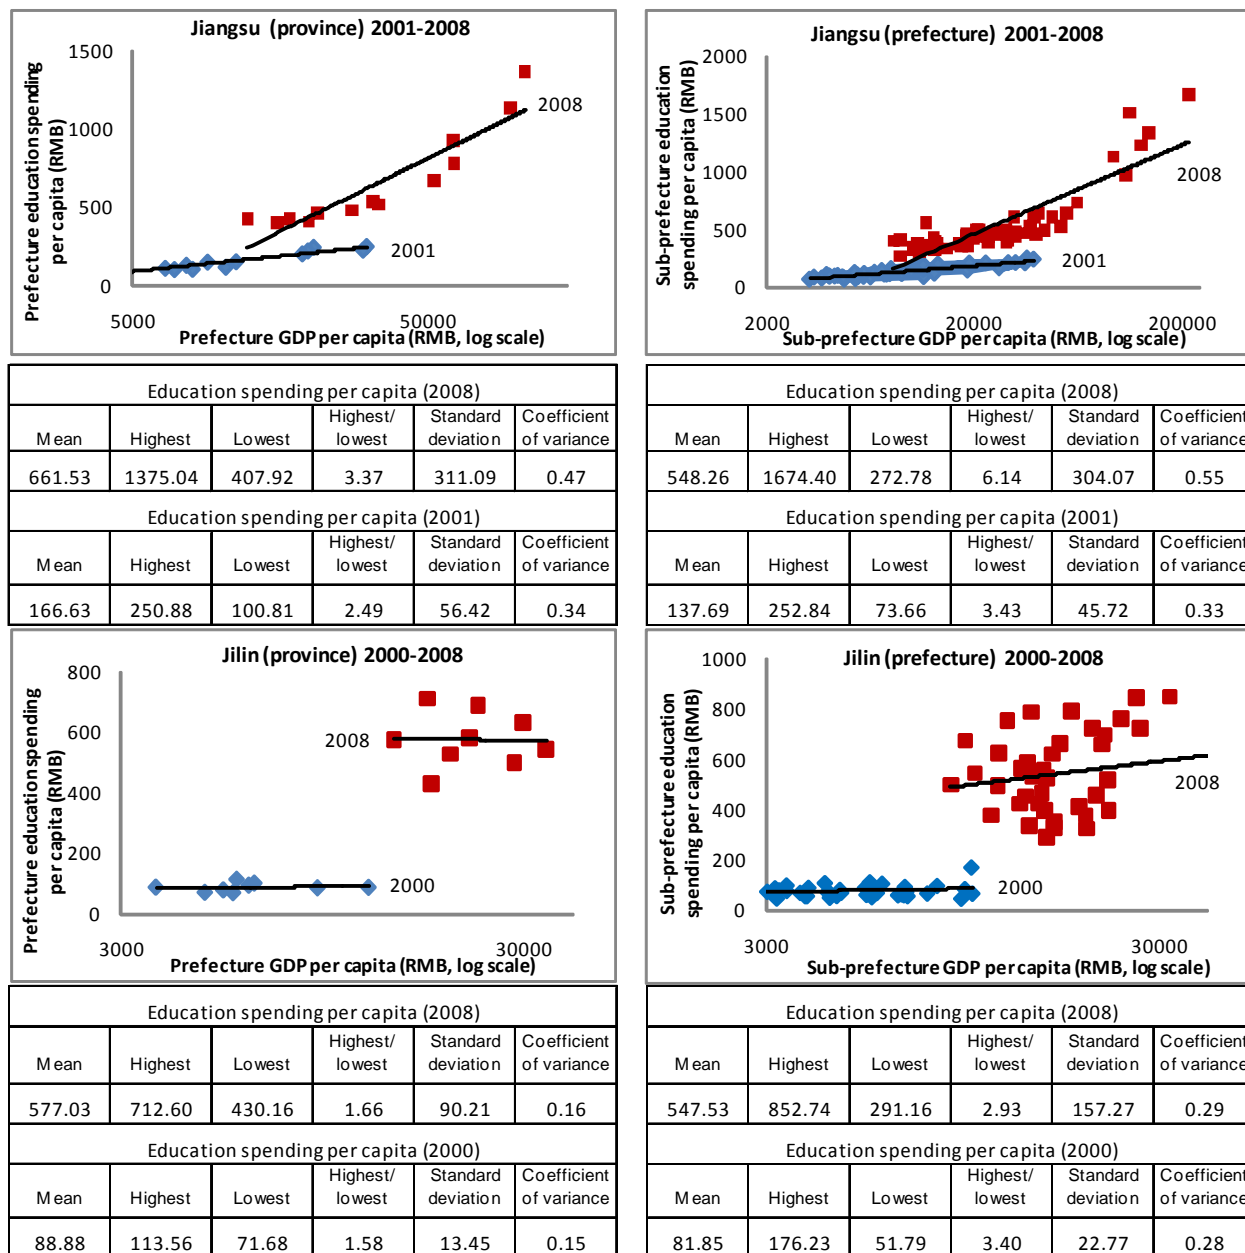 Jiangsu (province) 2001-2008
Prefecture education spending
per capita (RMB)
1500
1000
500
0
2008
2001
5000
50000
Prefecture GDP per capita (RMB, log scale)
Jiangsu (prefecture) 2001-2008
Sub-prefecture education
spending per capita (RMB)
2000
1500
1000
500
0
2008
2001
2000
20000
200000
Sub-prefecture GDP per capita (RMB, log scale)
Education spending per capita (2008)
Mean Highest Lowest Highest/ lowest Standard deviation Coefficient of variance
661.53 1375.04 407.92 3.37 311.09 0.47
Education spending per capita (2001)
Mean Highest Lowest Highest/ lowest Standard deviation Coefficient of variance
166.63 250.88 100.81 2.49 56.42 0.34
Education spending per capita (2008)
Mean Highest Lowest Highest/ lowest Standard deviation Coefficient of variance
548.26 1674.40 272.78 6.14 304.07 0.55
Education spending per capita (2001)
Mean Highest Lowest Highest/ lowest Standard deviation Coefficient of variance
137.69 252.84 73.66 3.43 45.72 0.33
Jilin (province) 2000-2008
Prefecture education spending
per capita (RMB)
800
600
400
200
0
2008
2000
3000
30000
Prefecture GDP per capita (RMB, log scale)
Jilin (prefecture) 2000-2008
Sub-prefecture education
spending per capita (RMB)
1000
800
600
400
200
0
2008
2000
3000
30000
Sub-prefecture GDP per capita (RMB, log scale)
Education spending per capita (2008)
Mean Highest Lowest Highest/ lowest Standard deviation Coefficient of variance
577.03 712.60 430.16 1.66 90.21 0.16
Education spending per capita (2000)
Mean Highest Lowest Highest/ lowest Standard deviation Coefficient of variance
88.88 113.56 71.68 1.58 13.45 0.15
Education spending per capita (2008)
Mean Highest Lowest Highest/ lowest Standard deviation Coefficient of variance
547.53 852.74 291.16 2.93 157.27 0.29
Education spending per capita (2000)
Mean Highest Lowest Highest/ lowest Standard deviation Coefficient of variance
81.85 176.23 51.79 3.40 22.77 0.28